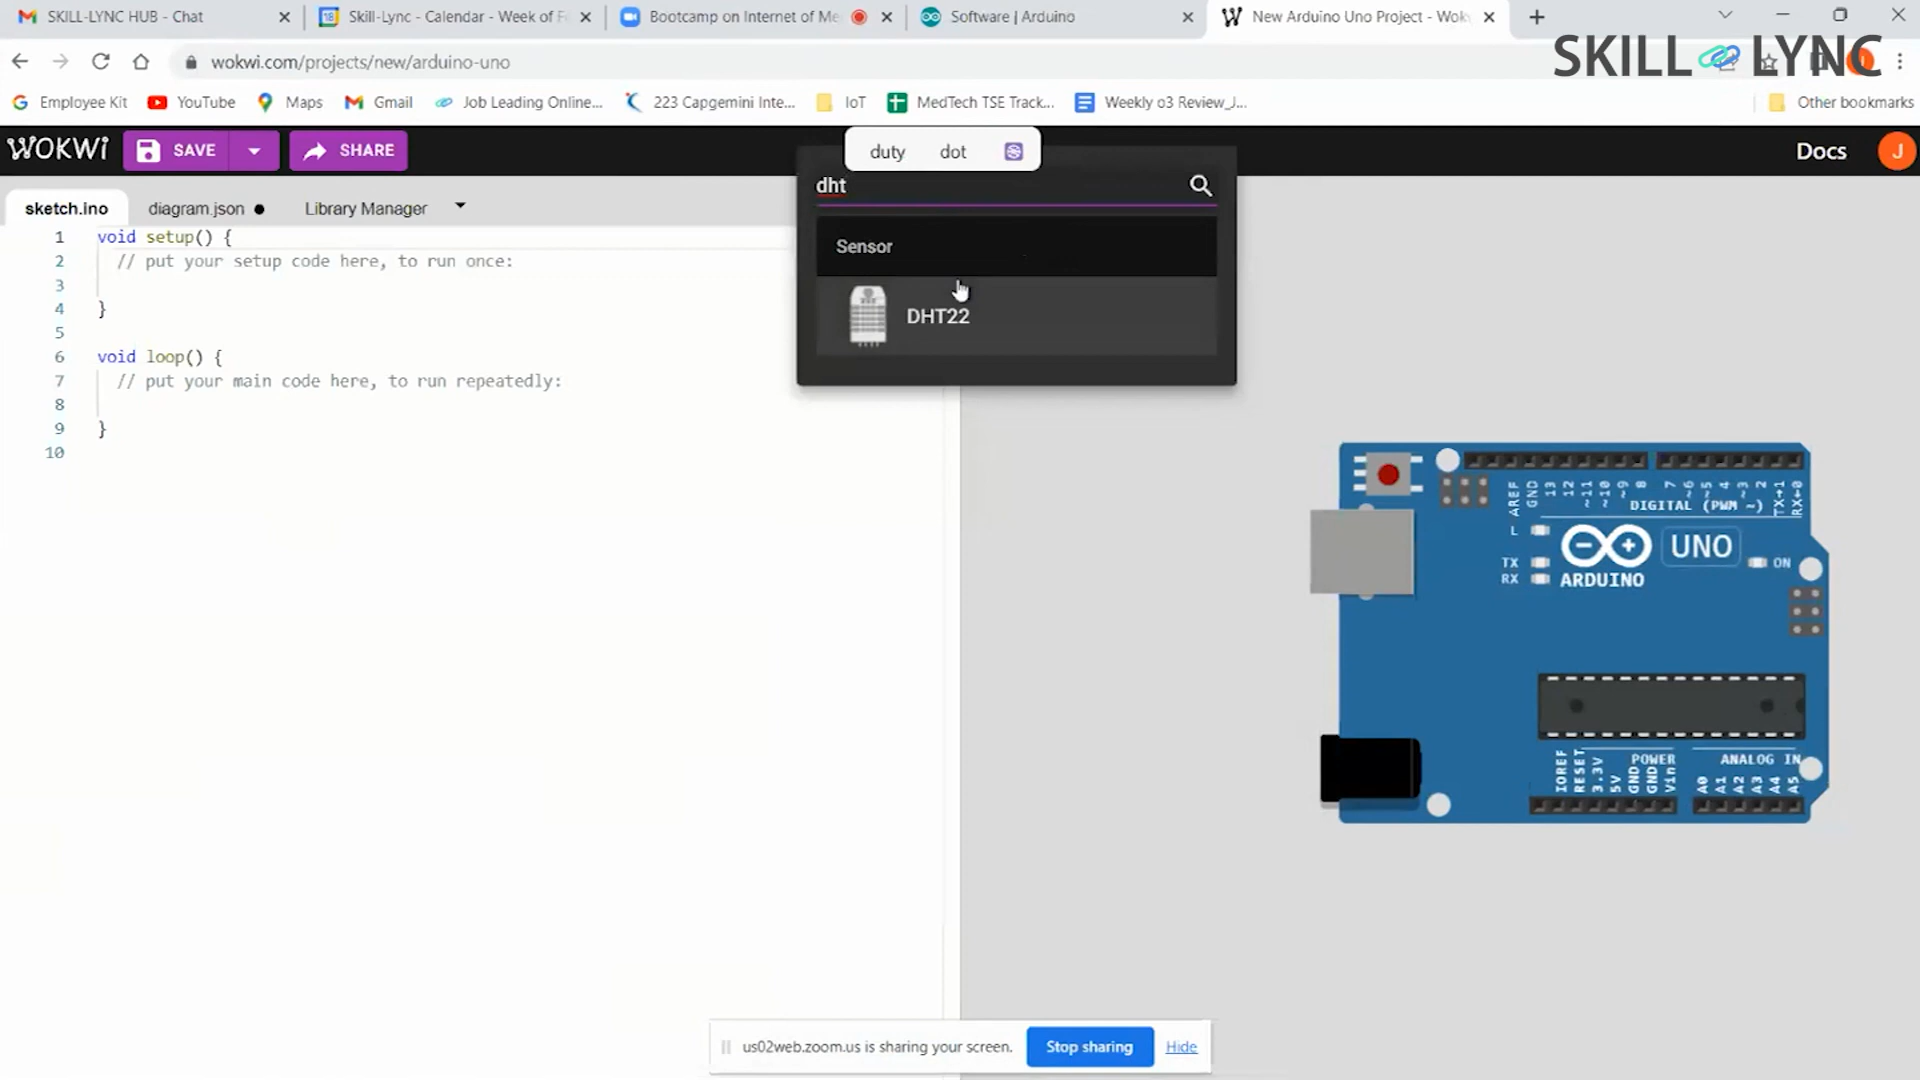 SKILL-LYNC HUB - Chat
Skill-Lync - Calendar - Week of F
Bootcamp on Internet of Me
Software | Arduino
New Arduino Uno Project - Wok
wokwi.com/projects/new/arduino-uno
SKILL LYNC
Employee Kit
YouTube
Maps
Gmail
Job Leading Online...
223 Capgemini Inte...
IoT
MedTech TSE Track...
Weekly o3 Review_J...
Other bookmarks
WOKWI
SAVE
SHARE
duty dot
Docs
J
dht
sketch.ino
diagram.json
Library Manager
Sensor
DHT22
1 void setup() {
2 // put your setup code here, to run once:
3
4 }
5
6 void loop() {
7 // put your main code here, to run repeatedly:
8
9 }
10
AREF
GND
13
12
~11
~10
~9
8
7
~6
~5
4
~3
2
TX→1
RX←0
DIGITAL (PWM ~)
L
TX
RX
UNO
ON
ARDUINO
POWER
ANALOG IN
IOREF
RESET
3.3V
5V
GND
GND
Vin
A0
A1
A2
A3
A4
A5
us02web.zoom.us is sharing your screen.
Stop sharing
Hide